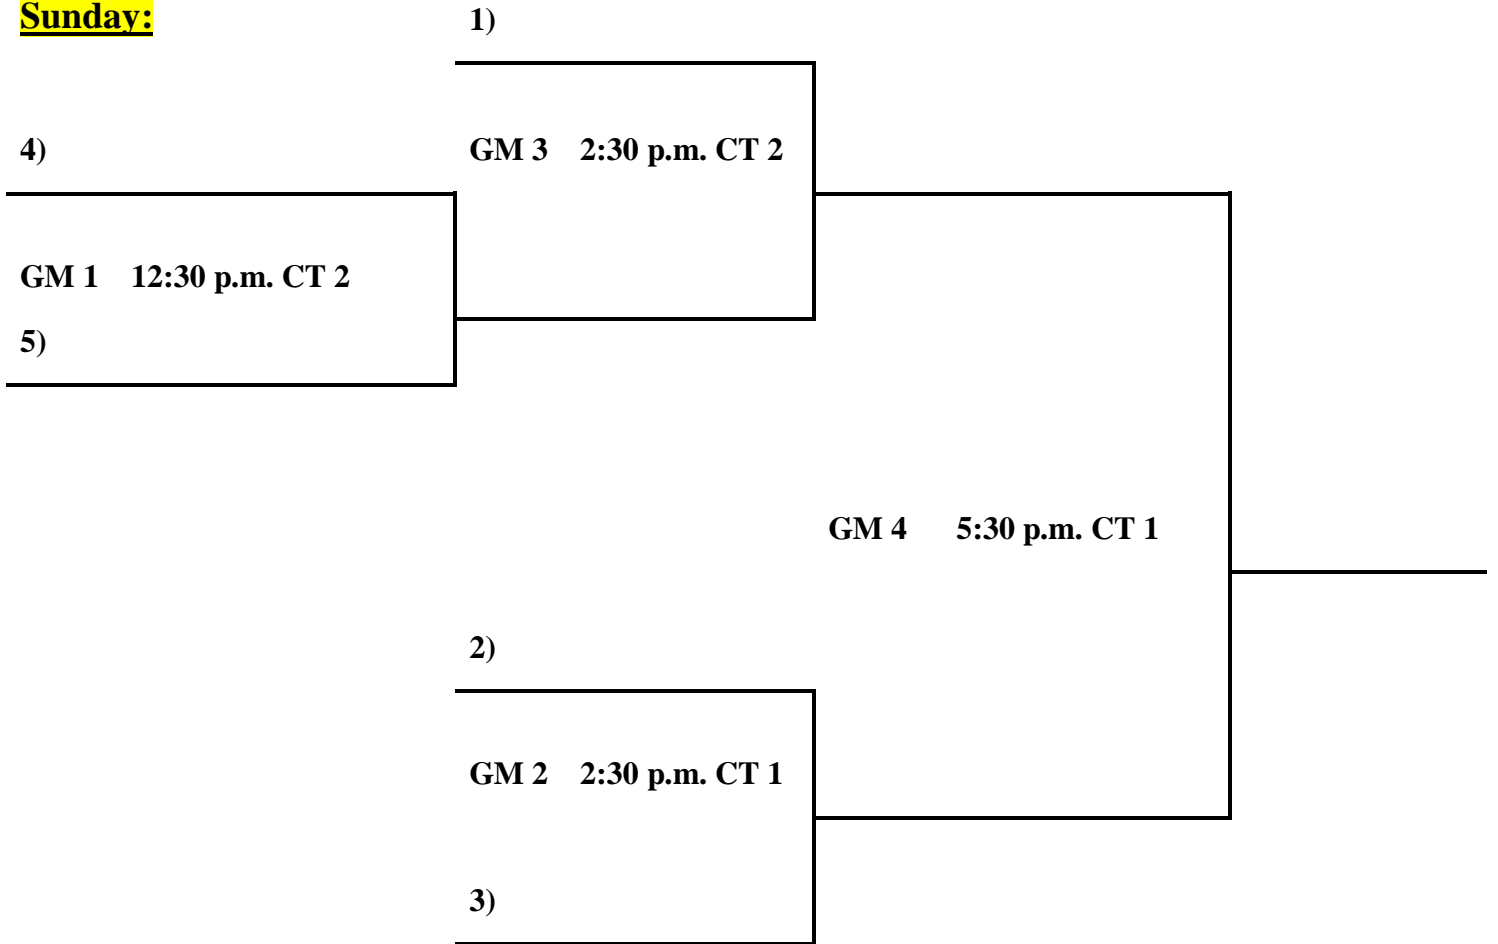 Sunday:
1)
4)
GM 3 2:30 p.m. CT 2
GM 1 12:30 p.m. CT 2
5)
GM 4 5:30 p.m. CT 1
2)
GM 2 2:30 p.m. CT 1
3)